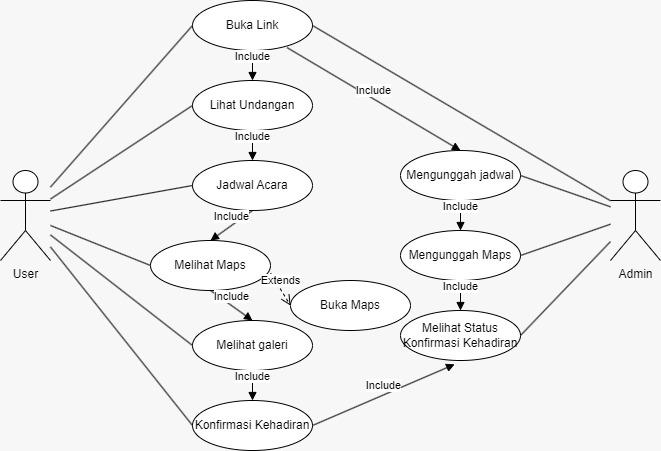 Buka Link
Include
Include
Lihat Undangan
Include
Jadwal Acara
Mengunggah jadwal
Include
Include
User
Admin
Melihat Maps
Mengunggah Maps
Extends
Include
Include
Buka Maps
Melihat Status
Konfirmasi Kehadiran
Melihat galeri
Include
Include
Konfirmasi Kehadiran